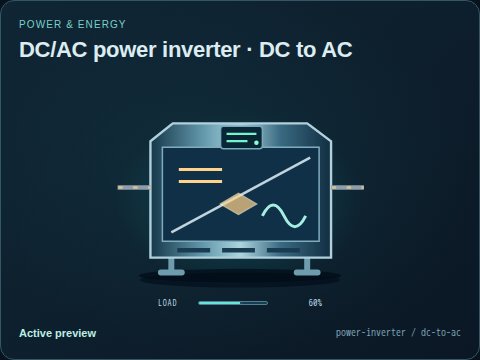 POWER & ENERGY
DC/AC power inverter · DC to AC
LOAD 60%
Active preview
power-inverter / dc-to-ac